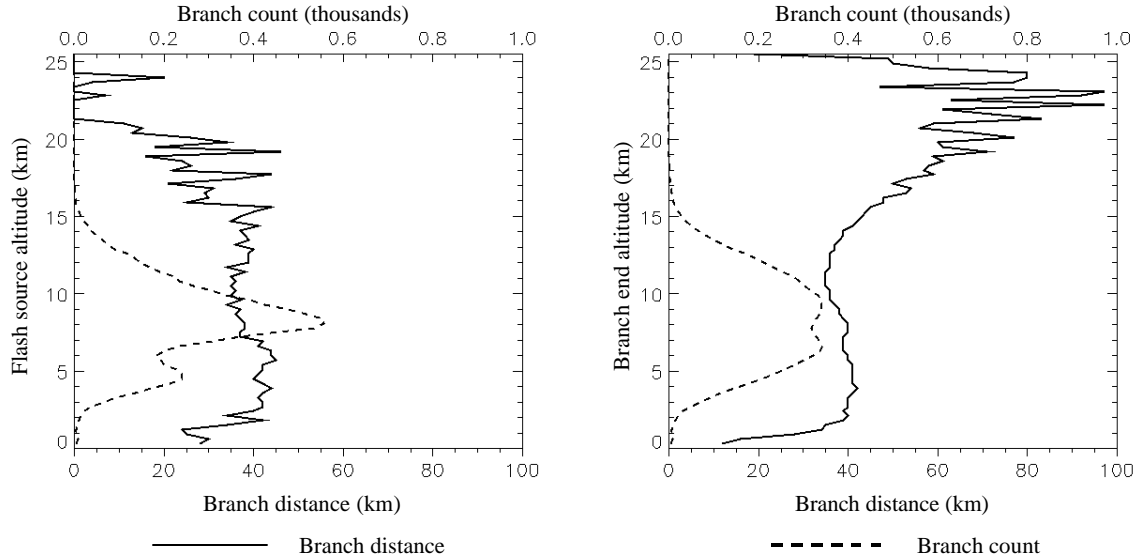 Branch count (thousands)
0.0 0.2 0.4 0.6 0.8 1.0
25
20
15
10
5
0
Flash source altitude (km)
0 20 40 60 80 100
Branch distance (km)
Branch count (thousands)
0.0 0.2 0.4 0.6 0.8 1.0
25
20
15
10
5
0
Branch end altitude (km)
0 20 40 60 80 100
Branch distance (km)
Branch distance
Branch count